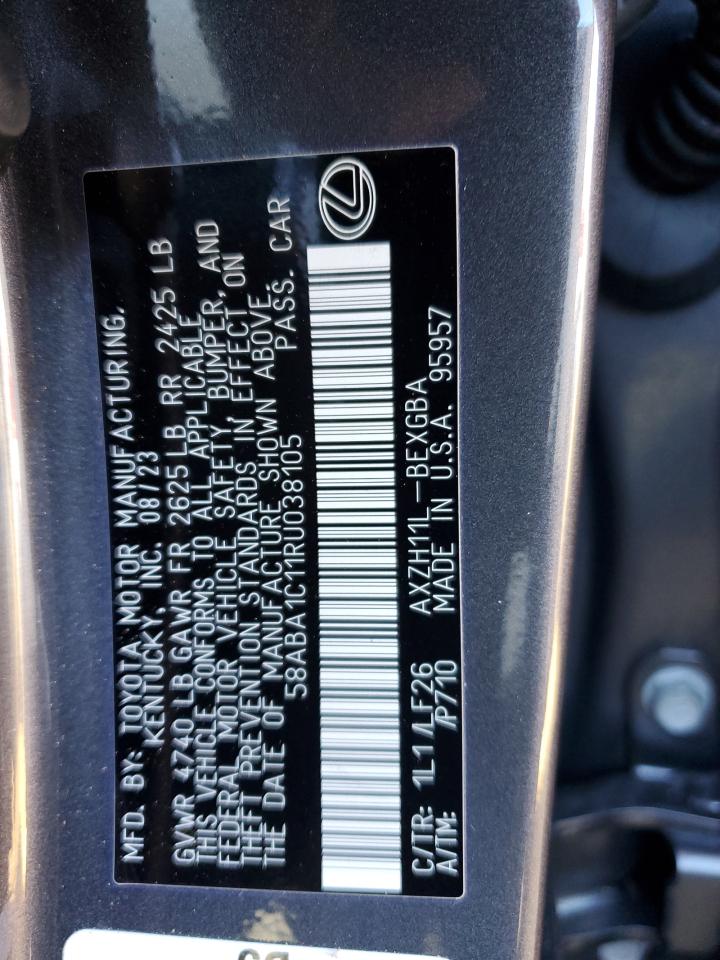 MFD. BY: TOYOTA MOTOR MANUFACTURING,
KENTUCKY, INC. 08/23
GVWR 4740 LB GAWR FR 2625 LB RR 2425 LB
THIS VEHICLE CONFORMS TO ALL APPLICABLE
FEDERAL MOTOR VEHICLE SAFETY, BUMPER, AND
THEFT PREVENTION STANDARDS IN EFFECT ON
THE DATE OF MANUFACTURE SHOWN ABOVE.
58ABA1C11RU038105 PASS. CAR
C/TR: 1L1/LF26 AXZH11L-BEXGBA
A/TM: /P710 MADE IN U.S.A. 95957